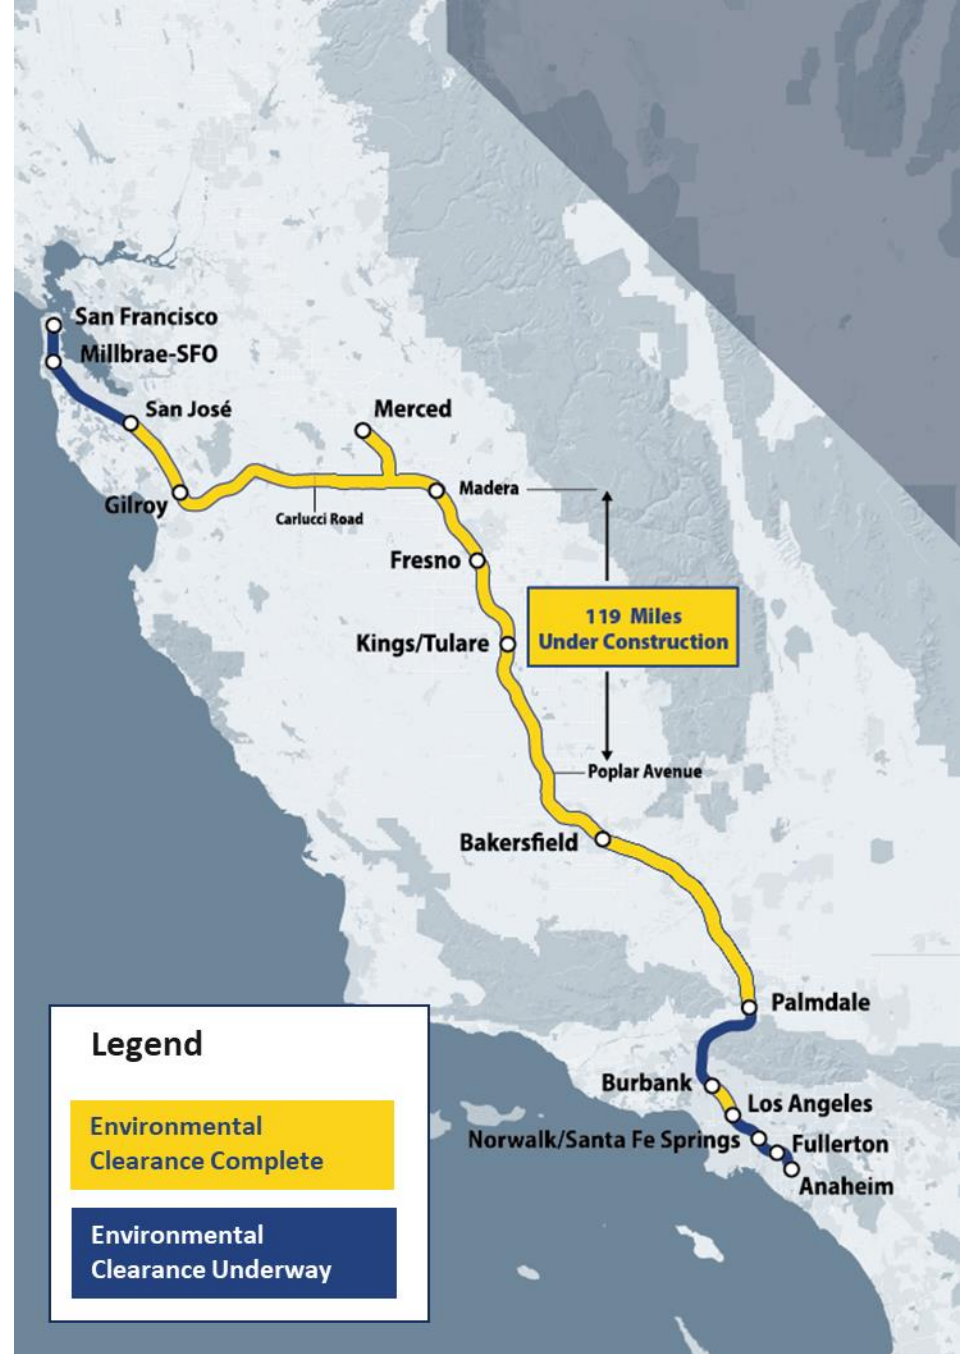 San Francisco
Millbrae-SFO
San José
Merced
Gilroy
Madera
Carlucci Road
Fresno
119 Miles
Under Construction
Kings/Tulare
Poplar Avenue
Bakersfield
Palmdale
Burbank
Los Angeles
Norwalk/Santa Fe Springs
Fullerton
Anaheim
Legend
Environmental
Clearance Complete
Environmental
Clearance Underway